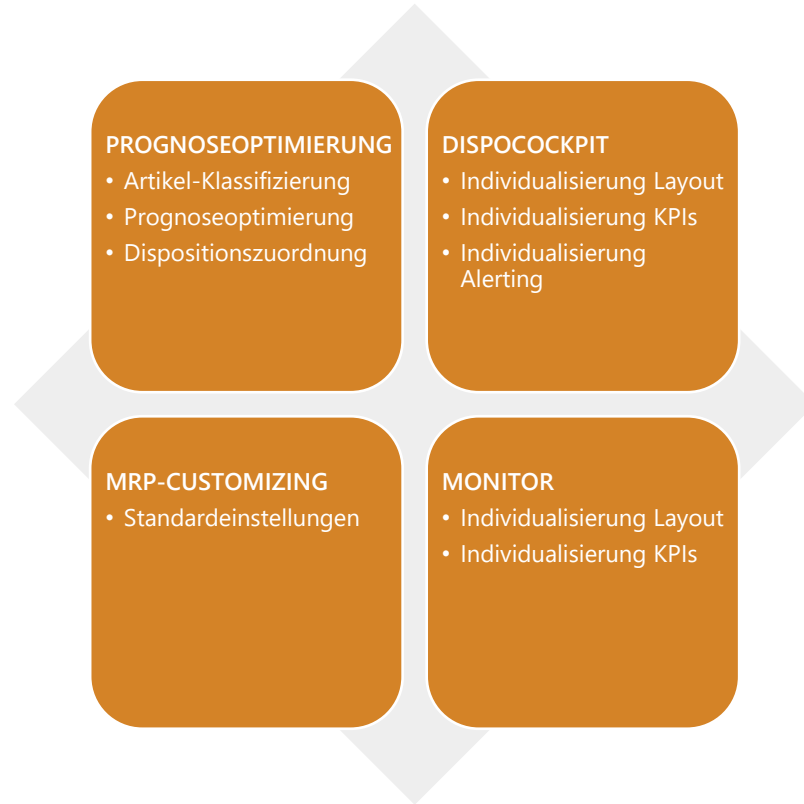 PROGNOSEOPTIMIERUNG
• Artikel-Klassifizierung
• Prognoseoptimierung
• Dispositionszuordnung
DISPOCOCKPIT
• Individualisierung Layout
• Individualisierung KPIs
• Individualisierung
Alerting
MRP-CUSTOMIZING
• Standardeinstellungen
MONITOR
• Individualisierung Layout
• Individualisierung KPIs